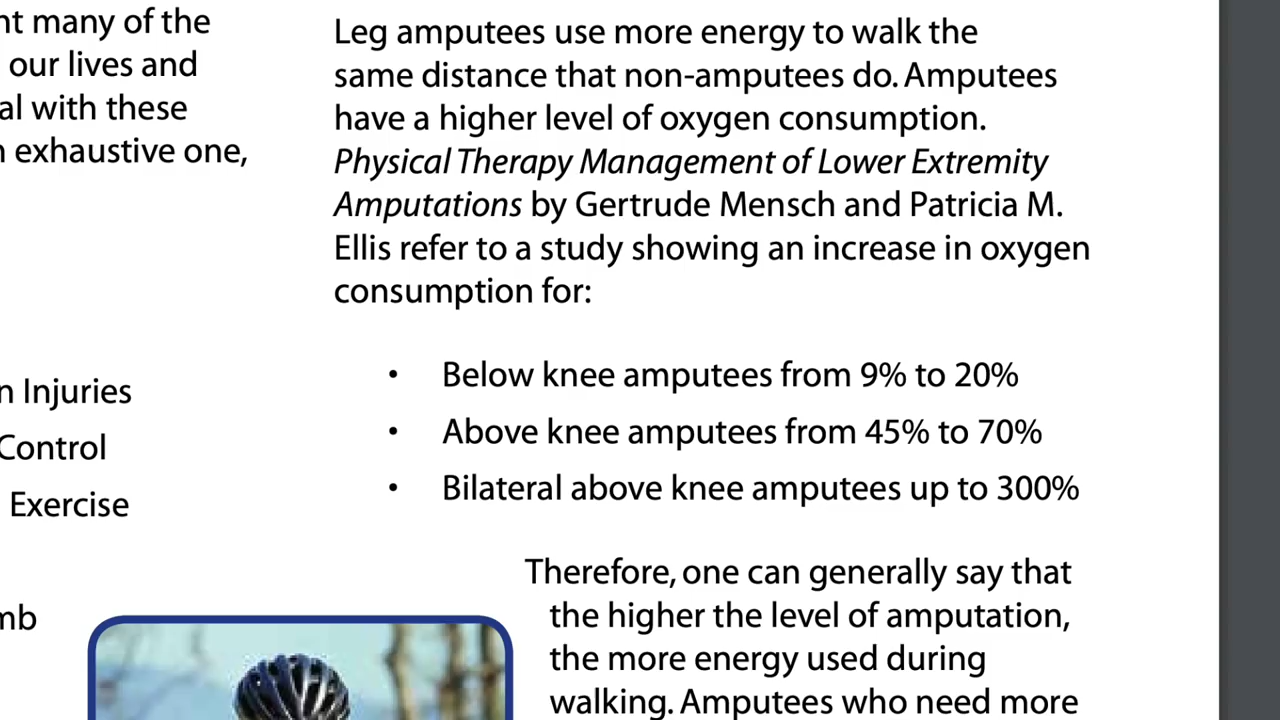 nt many of the
our lives and
al with these
n exhaustive one,
n Injuries
Control
Exercise
mb
Leg amputees use more energy to walk the
same distance that non-amputees do. Amputees
have a higher level of oxygen consumption.
Physical Therapy Management of Lower Extremity
Amputations by Gertrude Mensch and Patricia M.
Ellis refer to a study showing an increase in oxygen
consumption for:
• Below knee amputees from 9% to 20%
• Above knee amputees from 45% to 70%
• Bilateral above knee amputees up to 300%
Therefore, one can generally say that
the higher the level of amputation,
the more energy used during
walking. Amputees who need more